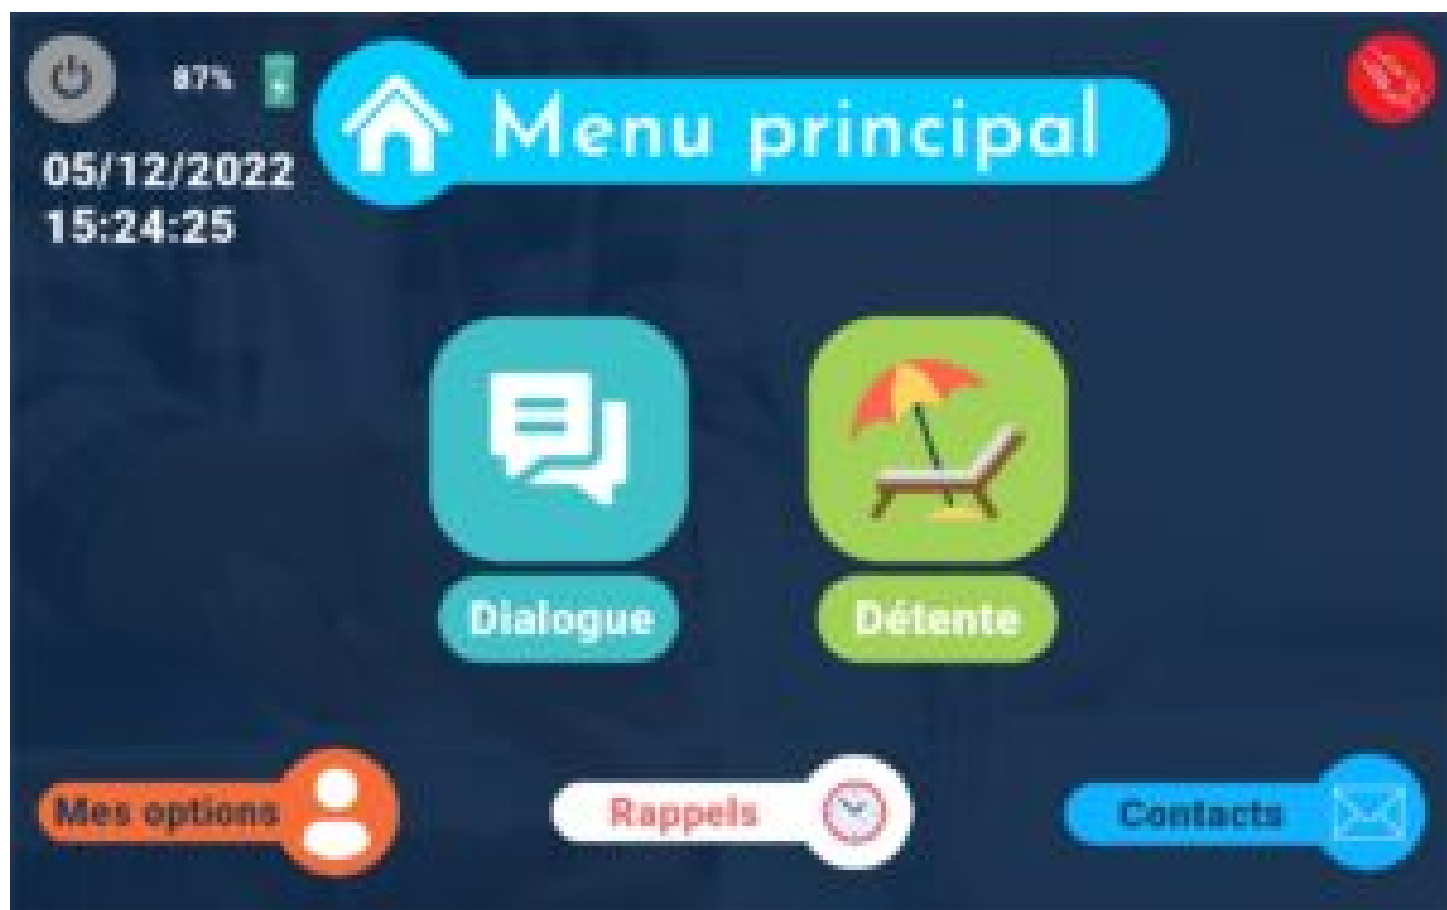 87%
Menu principal
05/12/2022
15:24:25
Dialogue
Détente
Mes options
Rappels
Contacts